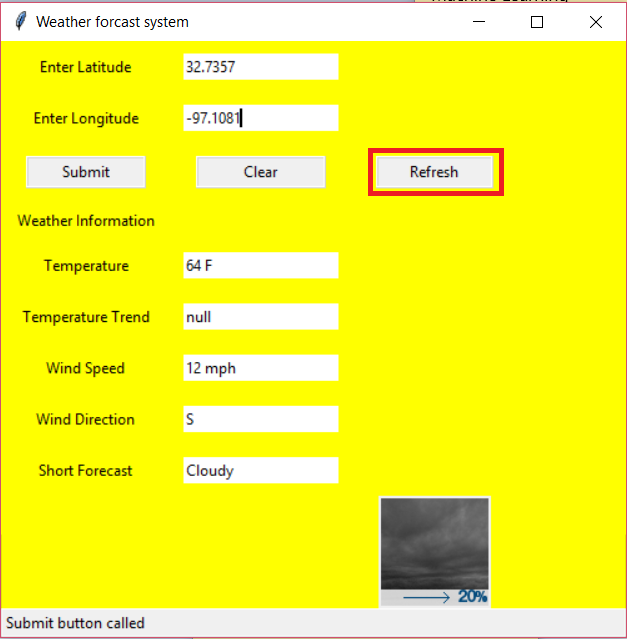 Weather forcast system
Enter Latitude 32.7357
Enter Longitude -97.1081
Submit Clear Refresh
Weather Information
Temperature 64 F
Temperature Trend null
Wind Speed 12 mph
Wind Direction S
Short Forecast Cloudy
20%
Submit button called